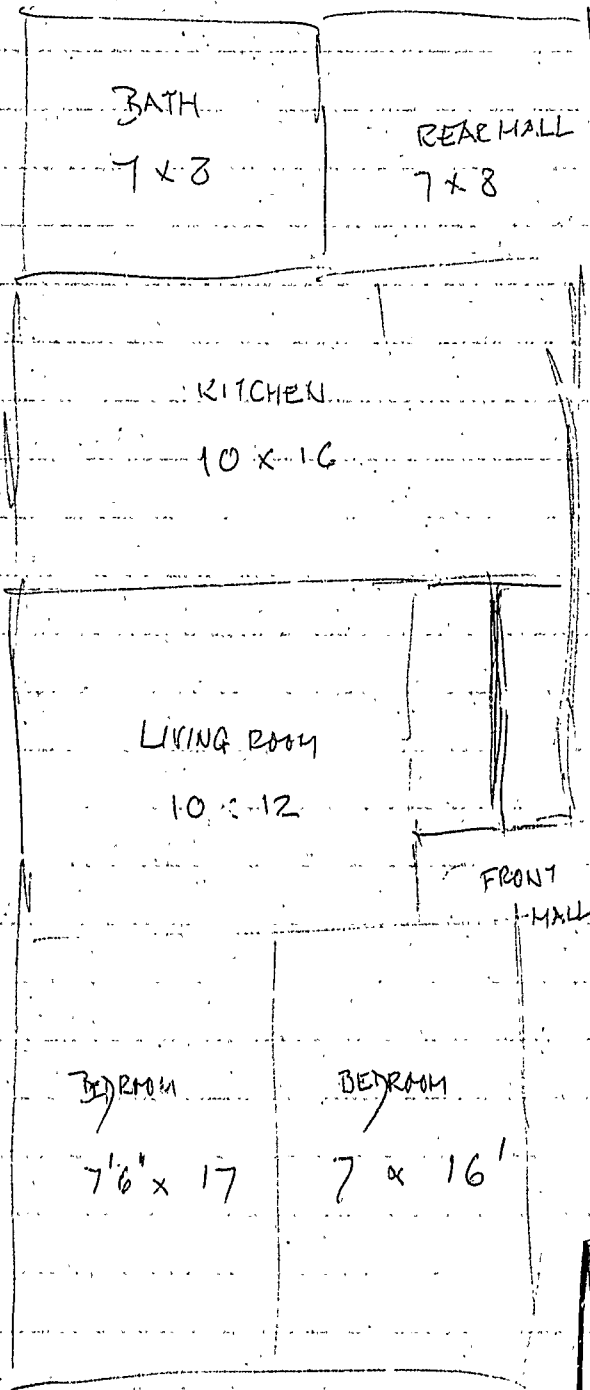 BATH
7 x 8
REAR HALL
7 x 8
KITCHEN
10 x 16
LIVING ROOM
10 x 12
FRONT
HALL
BEDROOM
7'6" x 17
BEDROOM
7 x 16'